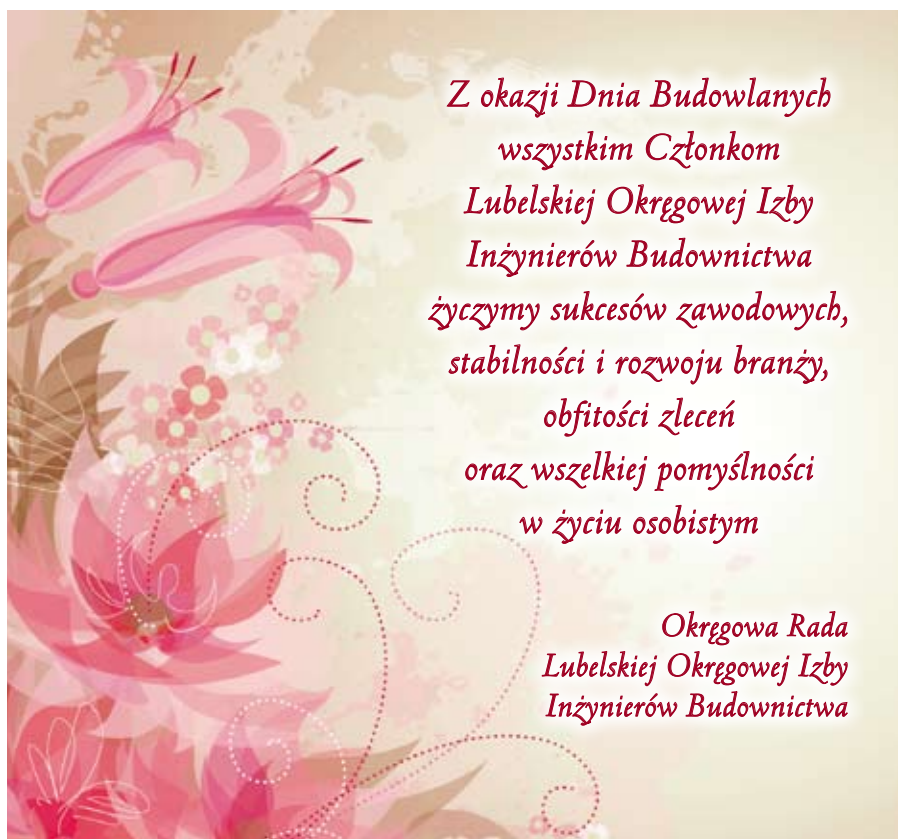 Z okazji Dnia Budowlanych
wszystkim Członkom
Lubelskiej Okręgowej Izby
Inżynierów Budownictwa
życzymy sukcesów zawodowych,
stabilności i rozwoju branży,
obfitości zleceń
oraz wszelkiej pomyślności
w życiu osobistym
Okręgowa Rada
Lubelskiej Okręgowej Izby
Inżynierów Budownictwa